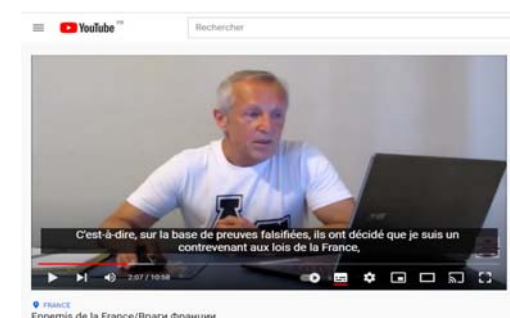 YouTube FR
Rechercher
C'est-à-dire, sur la base de preuves falsifiées, ils ont décidé que je suis un
contrevenant aux lois de la France,
2:07 / 10:58
FRANCE
Ennemis de la France/Враги Франции